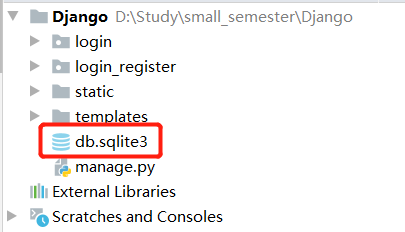 Django D:\Study\small_semester\Django
login
login_register
static
templates
db.sqlite3
manage.py
External Libraries
Scratches and Consoles